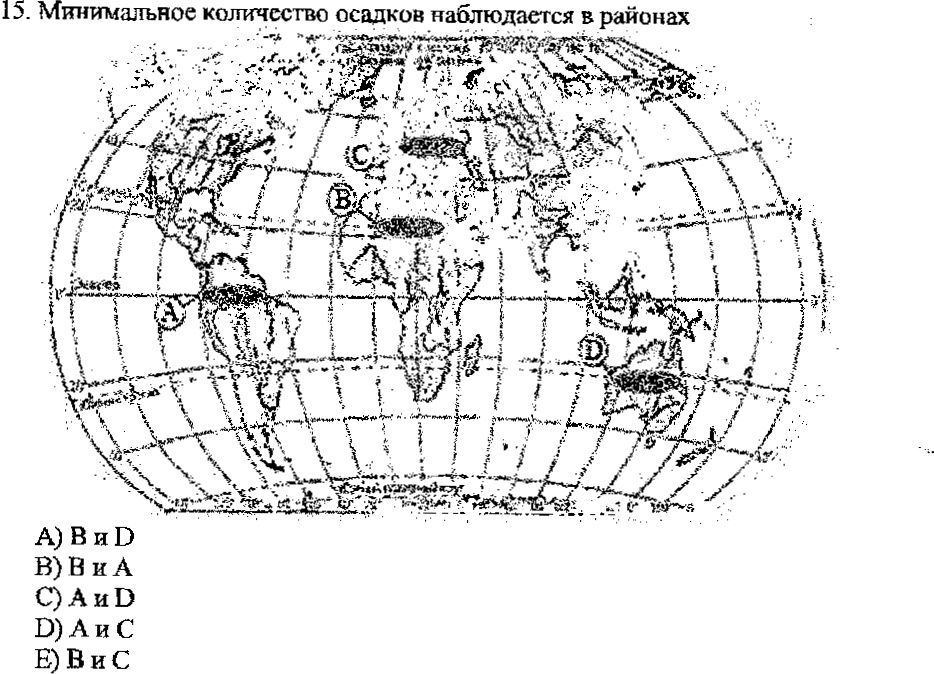 15. Минимальное количество осадков наблюдается в районах
C
B
A
D
A) В и D
B) В и А
C) А и D
D) А и С
E) В и С